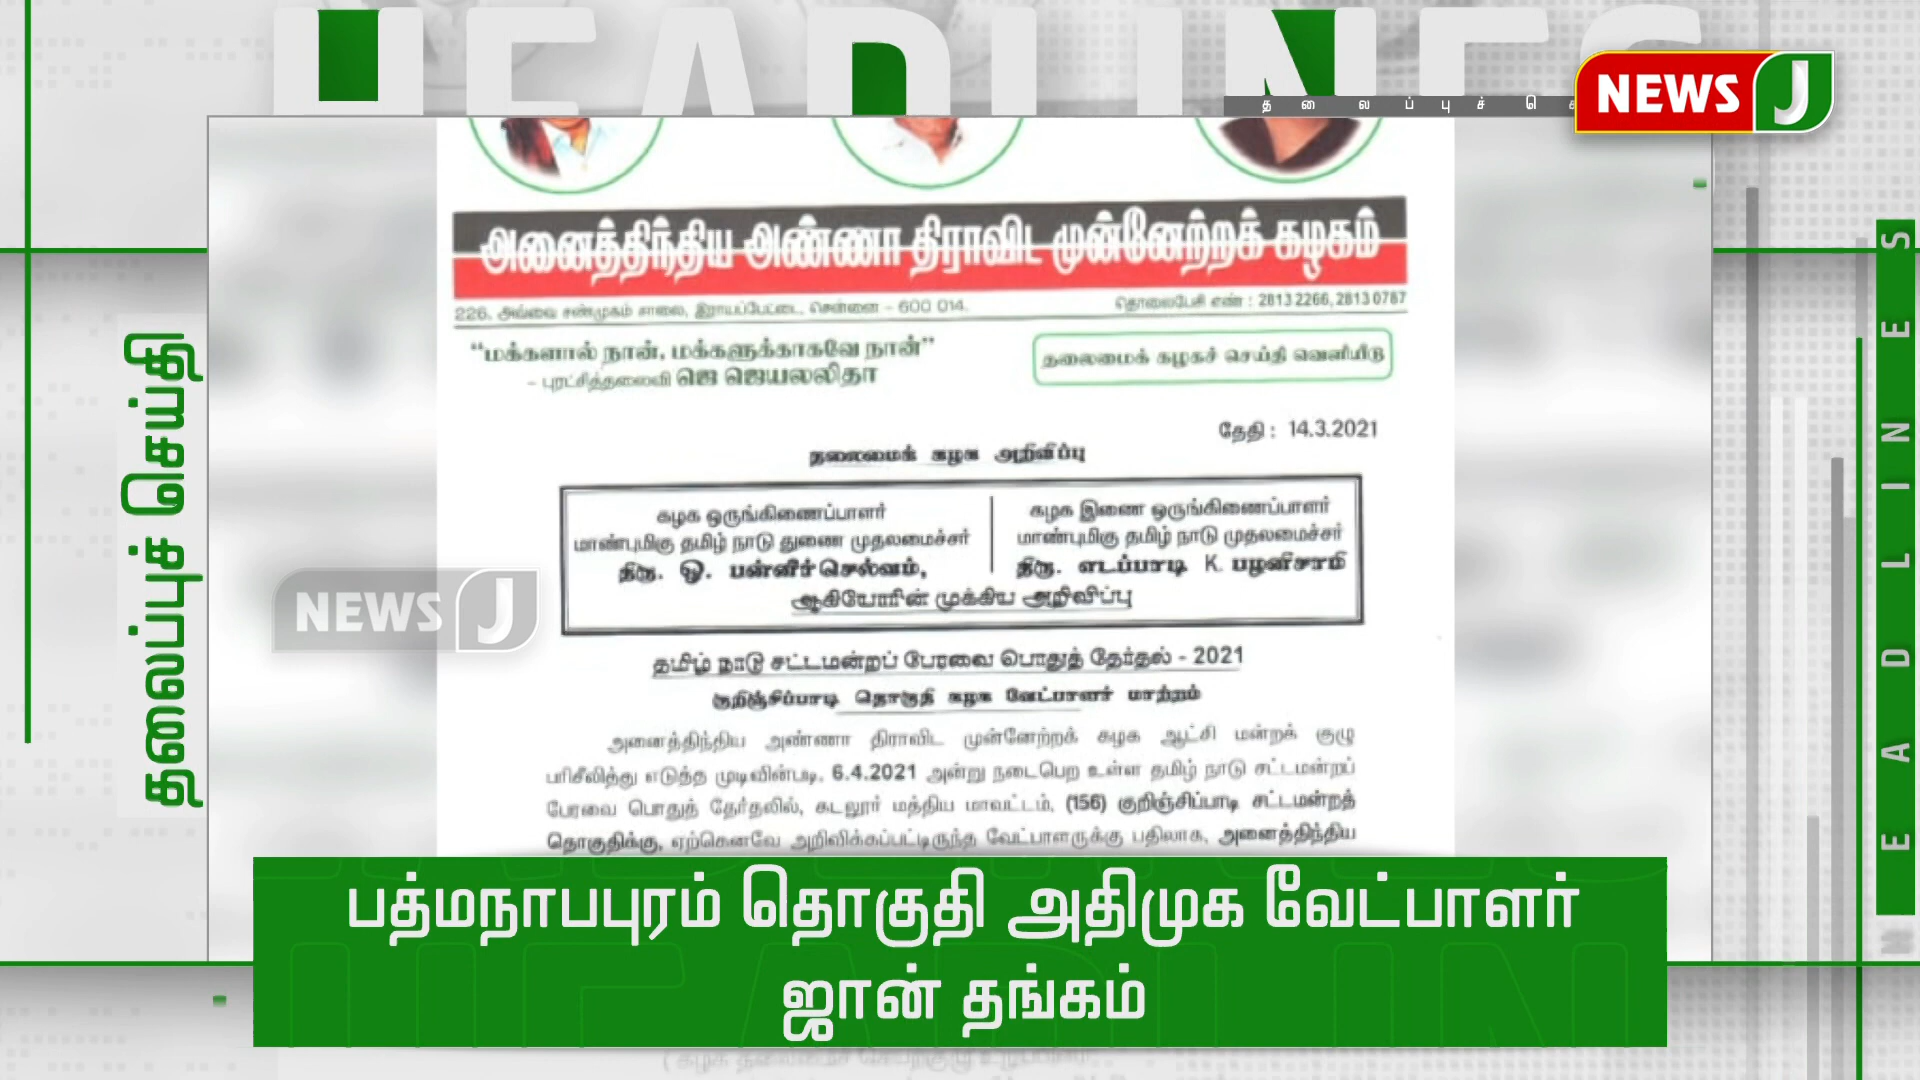 HEADLINES
தலைப்புச் செ
NEWS J
அனைத்திந்திய அண்ணா திராவிட முன்னேற்றக் கழகம்
226, அவ்வை சண்முகம் சாலை, இராயப்பேட்டை, சென்னை – 600 014.
தொலைபேசி எண் : 2813 2266, 2813 0787
“மக்களால் நான், மக்களுக்காகவே நான்”
– புரட்சித்தலைவி ஜெ ஜெயலலிதா
தலைமைக் கழகச் செய்தி வெளியீடு
தேதி : 14.3.2021
தலைமைக் கழக அறிவிப்பு
கழக ஒருங்கிணைப்பாளர்
மாண்புமிகு தமிழ் நாடு துணை முதலமைச்சர்
திரு. ஓ. பன்னீர்செல்வம்,
கழக இணை ஒருங்கிணைப்பாளர்
மாண்புமிகு தமிழ் நாடு முதலமைச்சர்
திரு. எடப்பாடி K. பழனிசாமி
ஆகியோரின் முக்கிய அறிவிப்பு
தமிழ் நாடு சட்டமன்றப் பேரவை பொதுத் தேர்தல் - 2021
குறிஞ்சிப்பாடி தொகுதி கழக வேட்பாளர் மாற்றம்
அனைத்திந்திய அண்ணா திராவிட முன்னேற்றக் கழக ஆட்சி மன்றக் குழு
பரிசீலித்து எடுத்த முடிவின்படி, 6.4.2021 அன்று நடைபெற உள்ள தமிழ் நாடு சட்டமன்றப்
பேரவை பொதுத் தேர்தலில், கடலூர் மத்திய மாவட்டம், (156) குறிஞ்சிப்பாடி சட்டமன்றத்
தொகுதிக்கு, ஏற்கெனவே அறிவிக்கப்பட்டிருந்த வேட்பாளருக்கு பதிலாக, அனைத்திந்திய
NEWS J
தலைப்புச் செய்தி
EADLINES
பத்மநாபபுரம் தொகுதி அதிமுக வேட்பாளர்
ஜான் தங்கம்